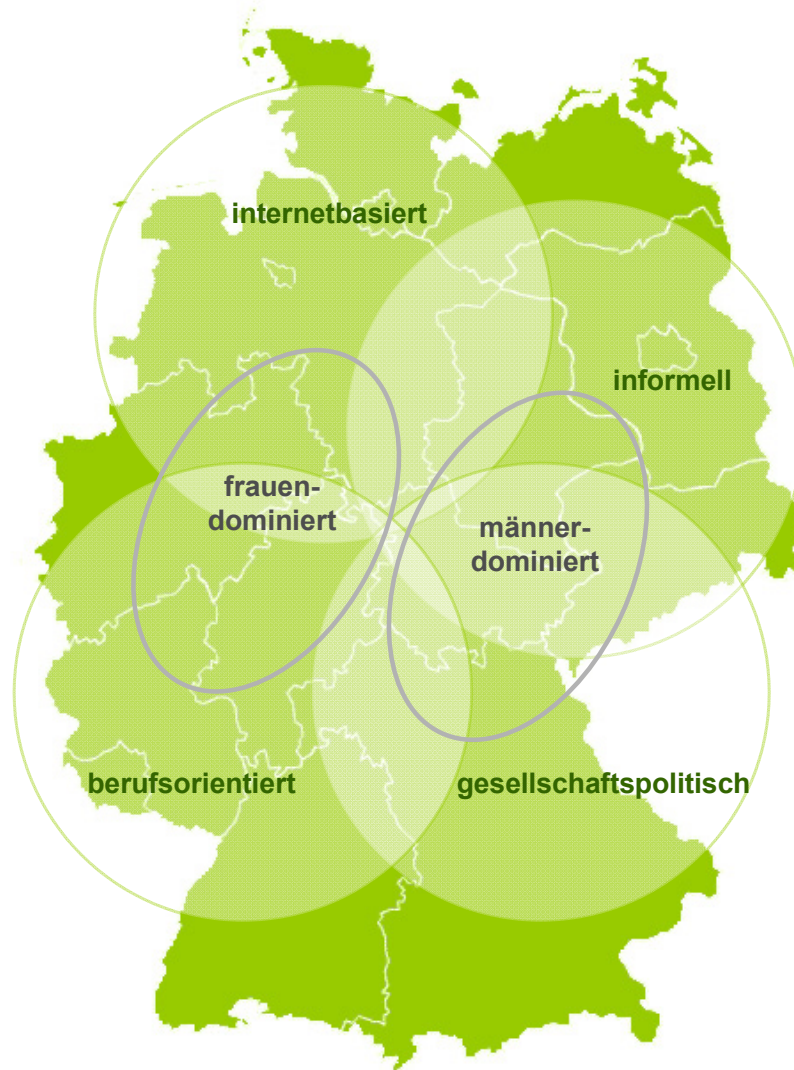 internetbasiert
informell
frauen-
dominiert
männer-
dominiert
berufsorientiert
gesellschaftspolitisch